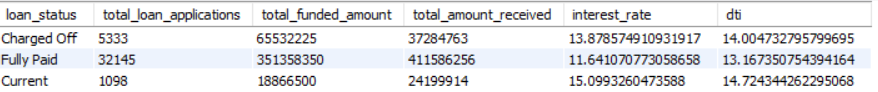 loan_status total_loan_applications total_funded_amount total_amount_received interest_rate dti
Charged Off 5333 65532225 37284763 13.878574910931917 14.004732795799695
Fully Paid 32145 351358350 411586256 11.641070773058658 13.167350754394164
Current 1098 18866500 24199914 15.0993260473588 14.724344262295068